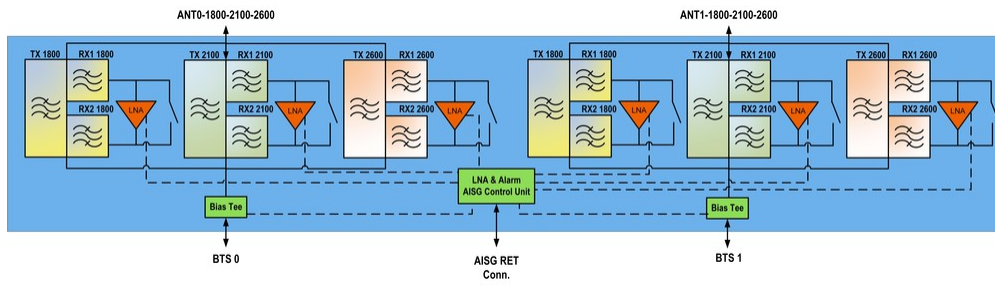 ANT0-1800-2100-2600 ANT1-1800-2100-2600
TX 1800 RX1 1800 TX 2100 RX1 2100 TX 2600 RX1 2600 TX 1800 RX1 1800 TX 2100 RX1 2100 TX 2600 RX1 2600
LNA LNA LNA LNA LNA LNA
RX2 1800 RX2 2100 RX2 2600 RX2 1800 RX2 2100 RX2 2600
LNA & Alarm
AISG Control Unit
Bias Tee Bias Tee
BTS 0 AISG RET BTS 1
Conn.